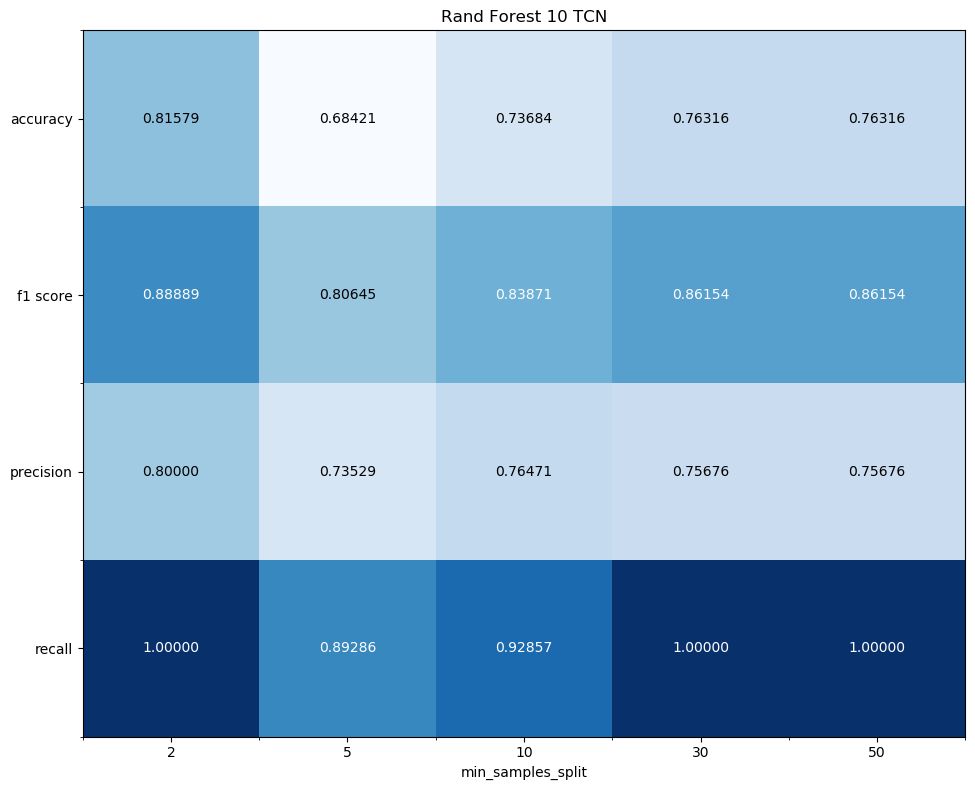 Rand Forest 10 TCN
accuracy 0.81579 0.68421 0.73684 0.76316 0.76316
f1 score 0.88889 0.80645 0.83871 0.86154 0.86154
precision 0.80000 0.73529 0.76471 0.75676 0.75676
recall 1.00000 0.89286 0.92857 1.00000 1.00000
2 5 10 30 50
min_samples_split